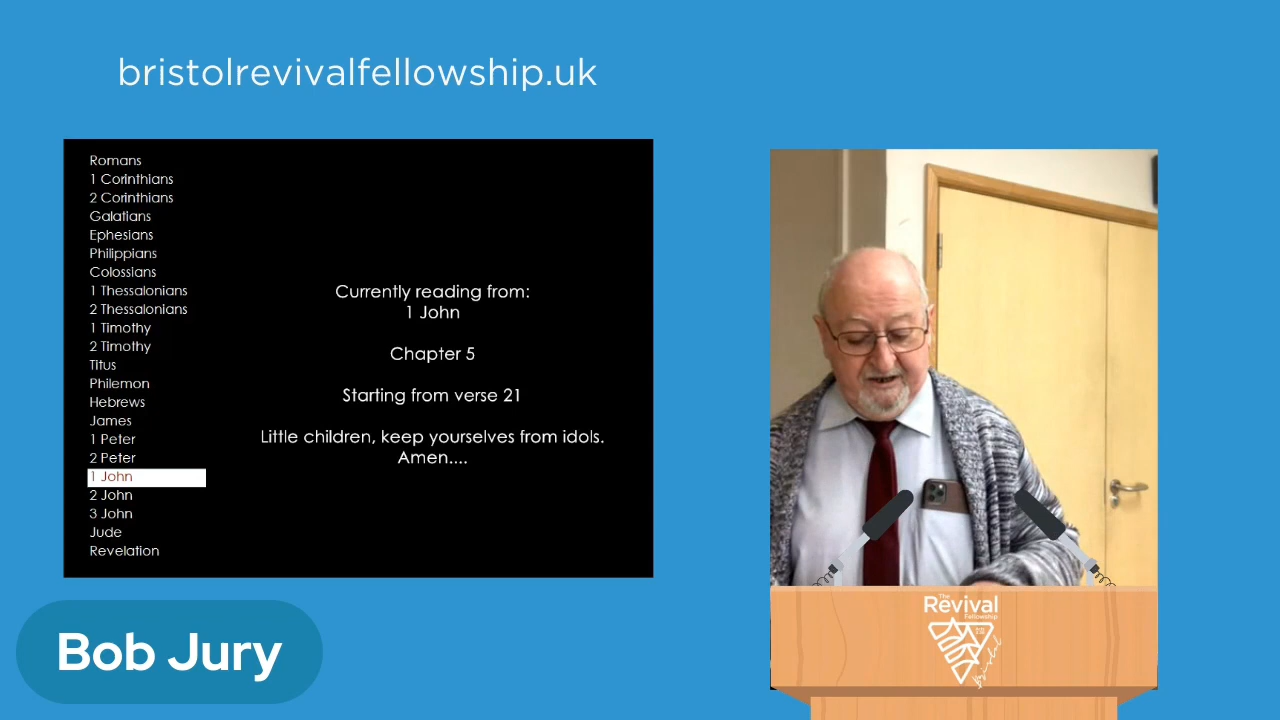 bristolrevivalfellowship.uk
Romans
1 Corinthians
2 Corinthians
Galatians
Ephesians
Philippians
Colossians
1 Thessalonians
2 Thessalonians
1 Timothy
2 Timothy
Titus
Philemon
Hebrews
James
1 Peter
2 Peter
1 John
2 John
3 John
Jude
Revelation
Currently reading from:
1 John
Chapter 5
Starting from verse 21
Little children, keep yourselves from idols.
Amen....
The
Revival
Fellowship
Bristol
Bob Jury